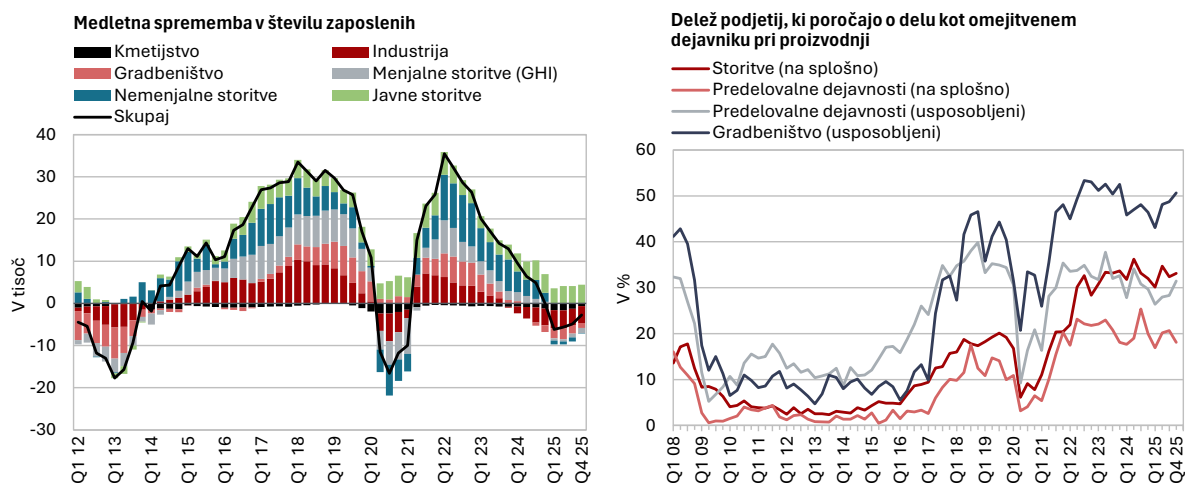 Medletna sprememba v številu zaposlenih
Kmetijstvo
Industrija
Gradbeništvo
Menjalne storitve (GHI)
Nemenjalne storitve
Javne storitve
Skupaj
V tisoč
40
30
20
10
0
-10
-20
-30
Q1 12
Q1 13
Q1 14
Q1 15
Q1 16
Q1 17
Q1 18
Q1 19
Q1 20
Q1 21
Q1 22
Q1 23
Q1 24
Q1 25
Q4 25
Delež podjetij, ki poročajo o delu kot omejitvenem
dejavniku pri proizvodnji
Storitve (na splošno)
Predelovalne dejavnosti (na splošno)
Predelovalne dejavnosti (usposobljeni)
Gradbeništvo (usposobljeni)
V %
60
50
40
30
20
10
0
Q1 08
Q1 09
Q1 10
Q1 11
Q1 12
Q1 13
Q1 14
Q1 15
Q1 16
Q1 17
Q1 18
Q1 19
Q1 20
Q1 21
Q1 22
Q1 23
Q1 24
Q1 25
Q4 25